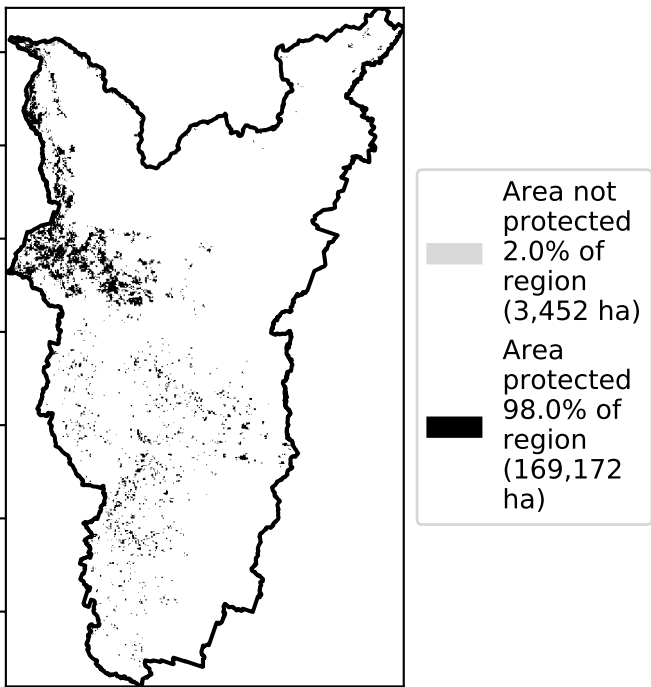 Area not
protected
2.0% of
region
(3,452 ha)
Area
protected
98.0% of
region
(169,172
ha)